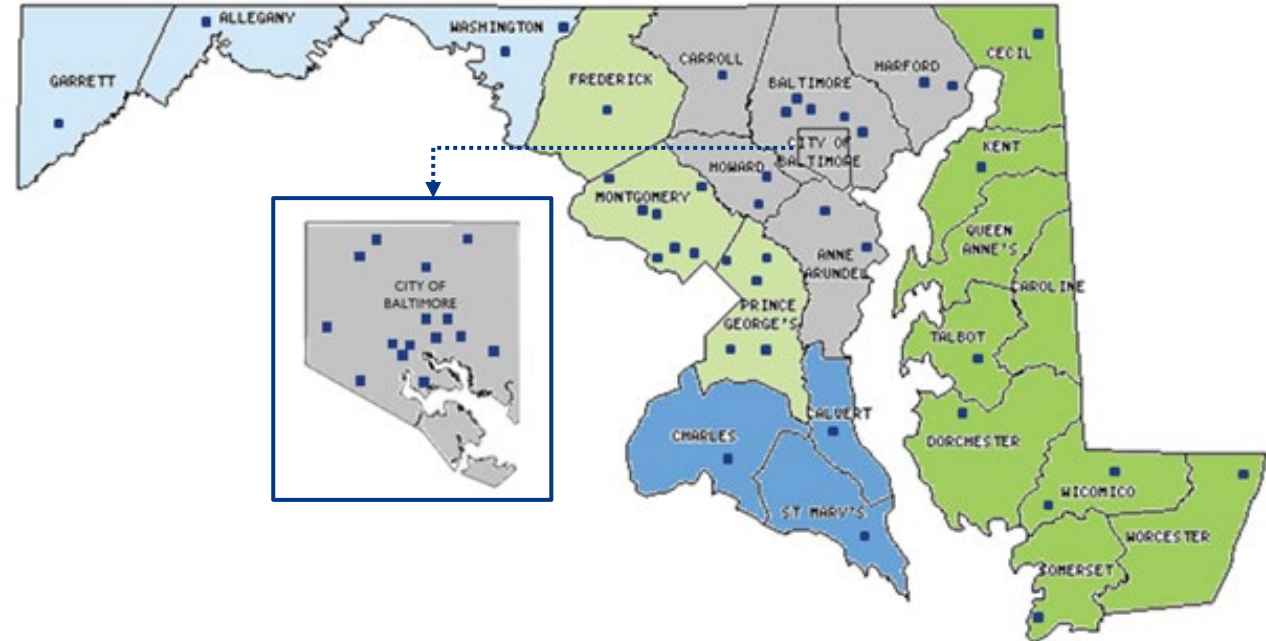 ALLEGANY
WASHINGTON
GARRETT
FREDERICK
CARROLL
BALTIMORE
HARFORD
CECIL
CITY OF
BALTIMORE
HOWARD
KENT
MONTGOMERY
QUEEN
ANNE'S
ANNE
ARUNDEL
CAROLINE
CITY OF
BALTIMORE
PRINCE
GEORGE'S
TALBOT
CALVERT
CHARLES
DORCHESTER
ST MARY'S
WICOMICO
WORCESTER
SOMERSET